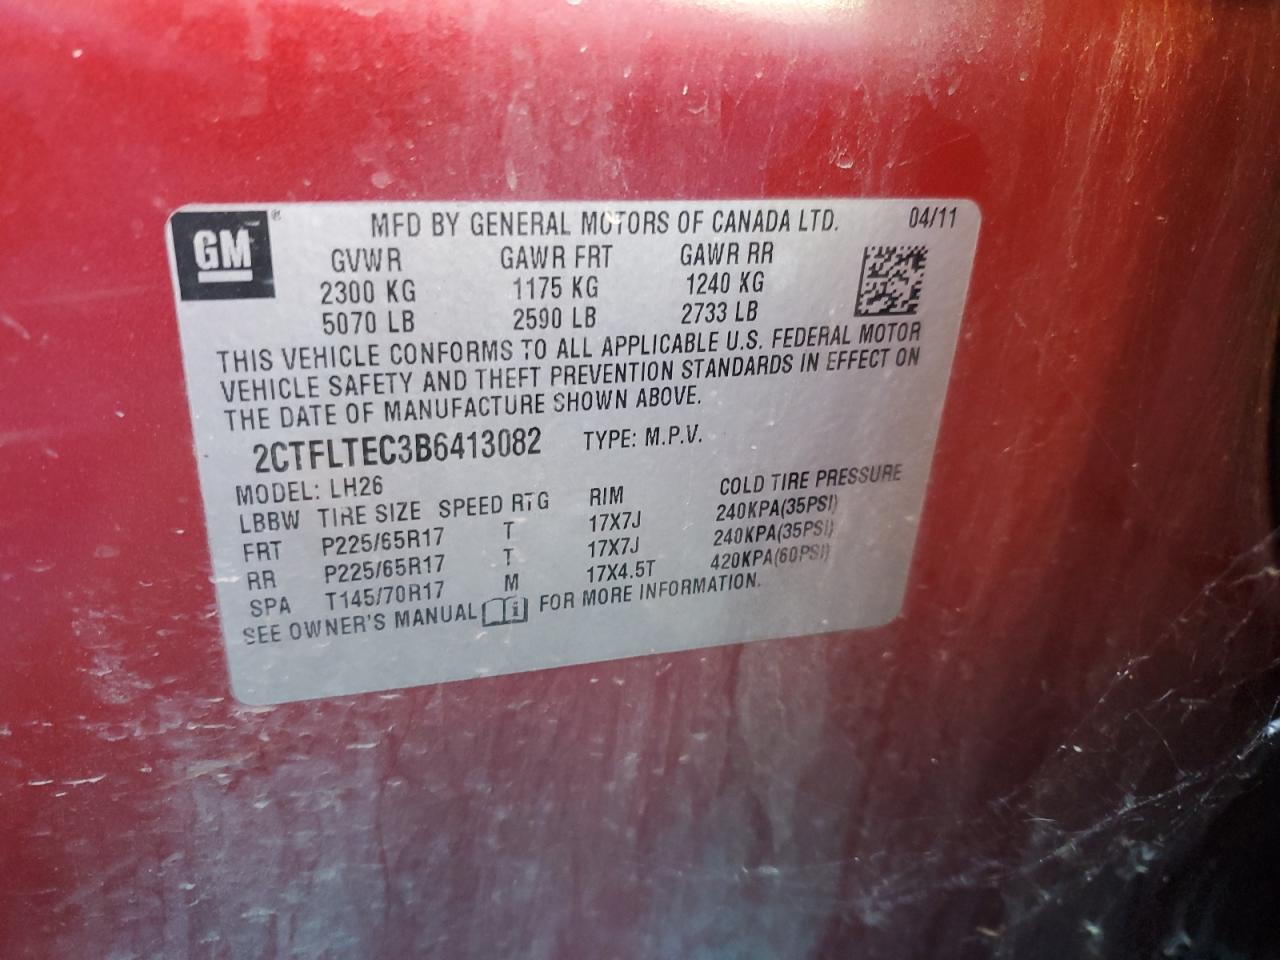 GM ® MFD BY GENERAL MOTORS OF CANADA LTD. 04/11
GVWR GAWR FRT GAWR RR
2300 KG 1175 KG 1240 KG
5070 LB 2590 LB 2733 LB
THIS VEHICLE CONFORMS TO ALL APPLICABLE U.S. FEDERAL MOTOR
VEHICLE SAFETY AND THEFT PREVENTION STANDARDS IN EFFECT ON
THE DATE OF MANUFACTURE SHOWN ABOVE.
2CTFLTEC3B6413082 TYPE: M.P.V.
MODEL: LH26
LBBW TIRE SIZE SPEED RTG RIM COLD TIRE PRESSURE
FRT P225/65R17 T 17X7J 240KPA(35PSI)
RR P225/65R17 T 17X7J 240KPA(35PSI)
SPA T145/70R17 M 17X4.5T 420KPA(60PSI)
SEE OWNER'S MANUAL i FOR MORE INFORMATION.